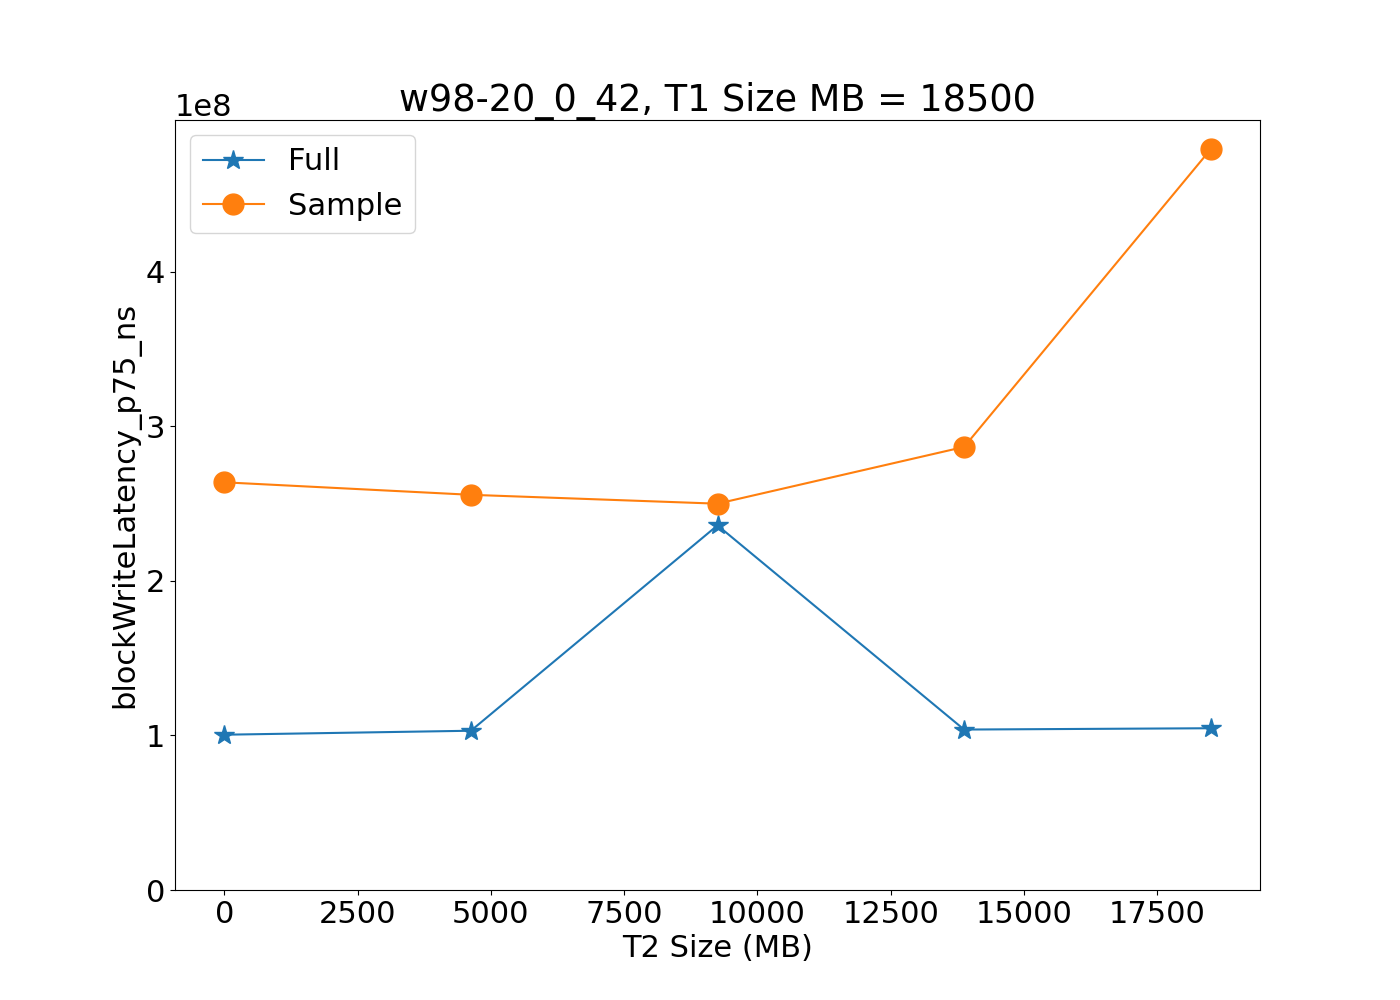 w98-20_0_42, T1 Size MB = 18500
1e8
Full
Sample
4
3
2
1
0
blockWriteLatency_p75_ns
0 2500 5000 7500 10000 12500 15000 17500
T2 Size (MB)